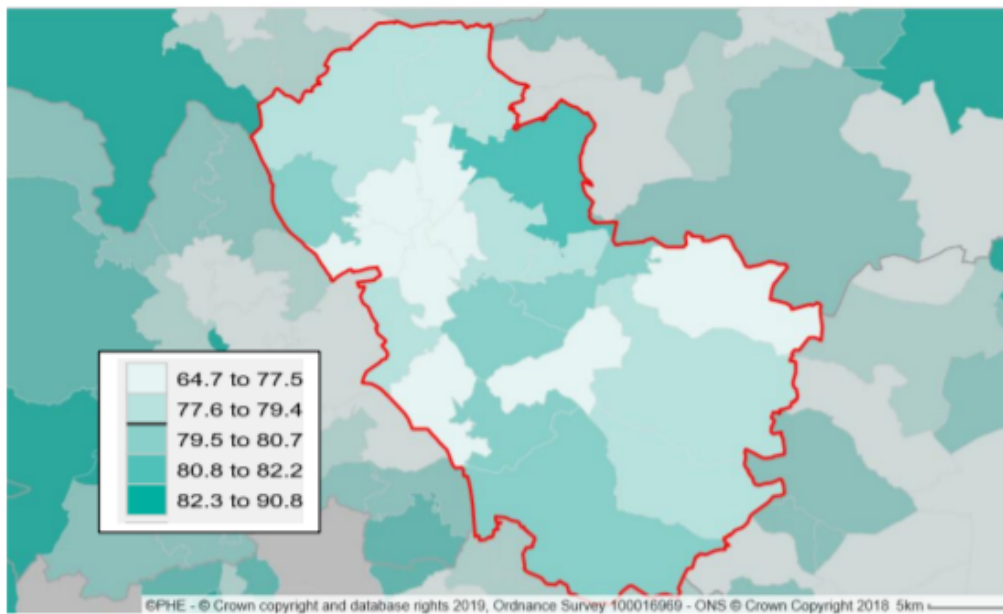 64.7 to 77.5
77.6 to 79.4
79.5 to 80.7
80.8 to 82.2
82.3 to 90.8
©PHE - © Crown copyright and database rights 2019, Ordnance Survey 100016969 - ONS © Crown Copyright 2018 5km